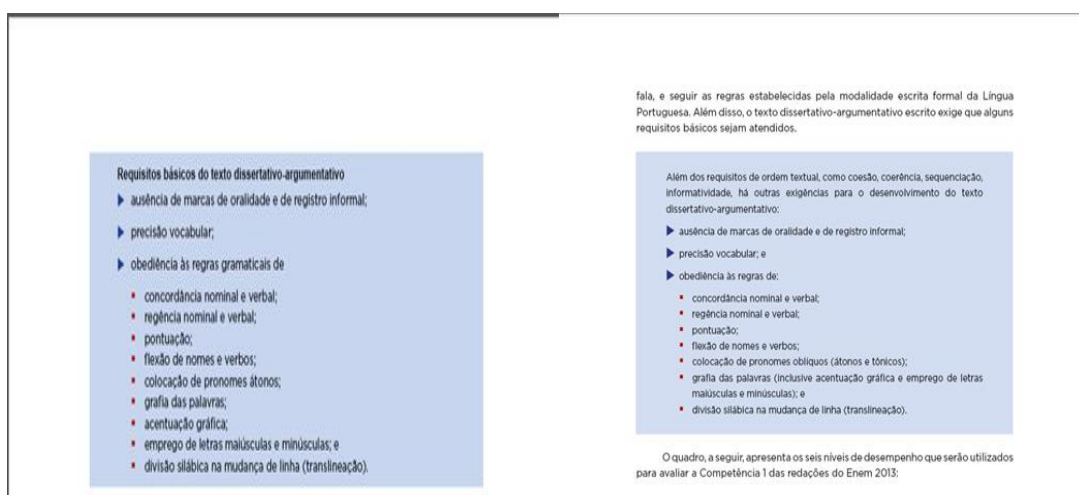 Requisitos básicos do texto dissertativo-argumentativo
ausência de marcas de oralidade e de registro informal;
precisão vocabular;
obediência às regras gramaticais de
concordância nominal e verbal;
regência nominal e verbal;
pontuação;
flexão de nomes e verbos;
colocação de pronomes átonos;
grafia das palavras;
acentuação gráfica;
emprego de letras maiúsculas e minúsculas; e
divisão silábica na mudança de linha (translineação).
fala, e seguir as regras estabelecidas pela modalidade escrita formal da Língua
Portuguesa. Além disso, o texto dissertativo-argumentativo escrito exige que alguns
requisitos básicos sejam atendidos.
Além dos requisitos de ordem textual, como coesão, coerência, sequenciação,
informatividade, há outras exigências para o desenvolvimento do texto
dissertativo-argumentativo:
ausência de marcas de oralidade e de registro informal;
precisão vocabular; e
obediência às regras de:
concordância nominal e verbal;
regência nominal e verbal;
pontuação;
flexão de nomes e verbos;
colocação de pronomes oblíquos (átonos e tônicos);
grafia das palavras (inclusive acentuação gráfica e emprego de letras
maiúsculas e minúsculas); e
divisão silábica na mudança de linha (translineação).
O quadro, a seguir, apresenta os seis níveis de desempenho que serão utilizados
para avaliar a Competência 1 das redações do Enem 2013: